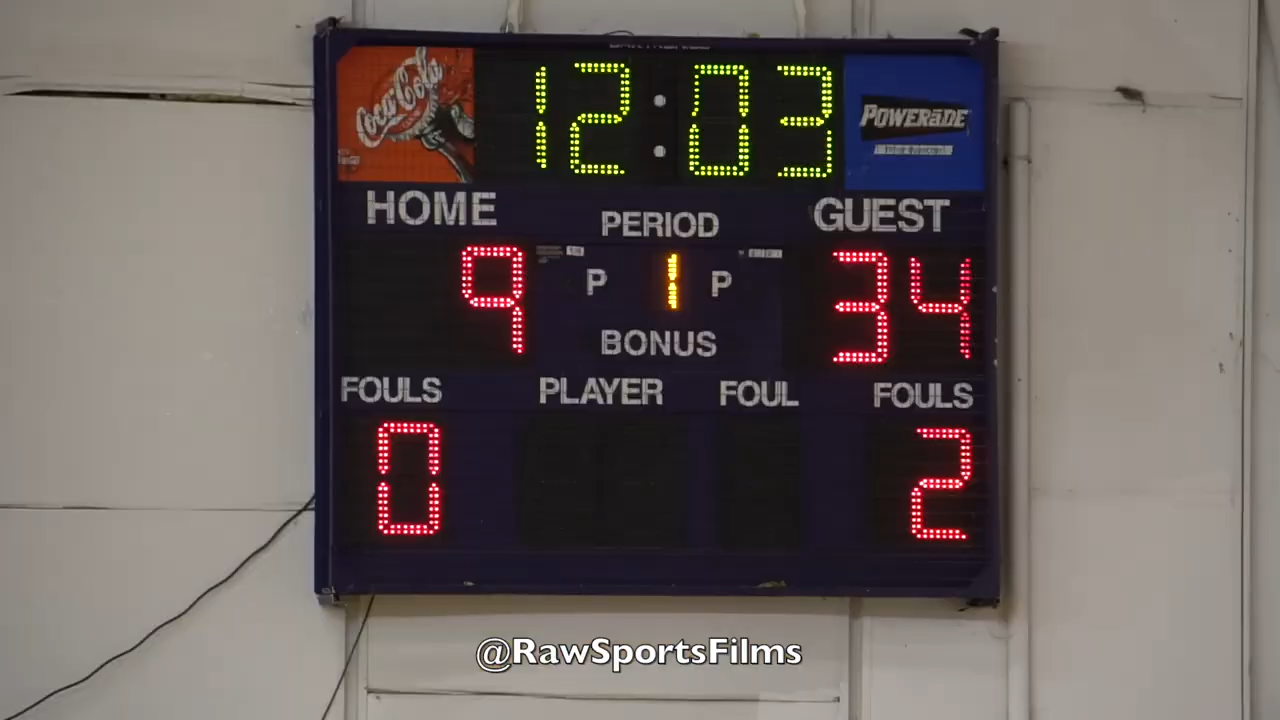 Coca-Cola
12:03
POWERADE
HOME
PERIOD
GUEST
9
P 1 P
34
BONUS
FOULS
PLAYER
FOUL
FOULS
0
2
@RawSportsFilms